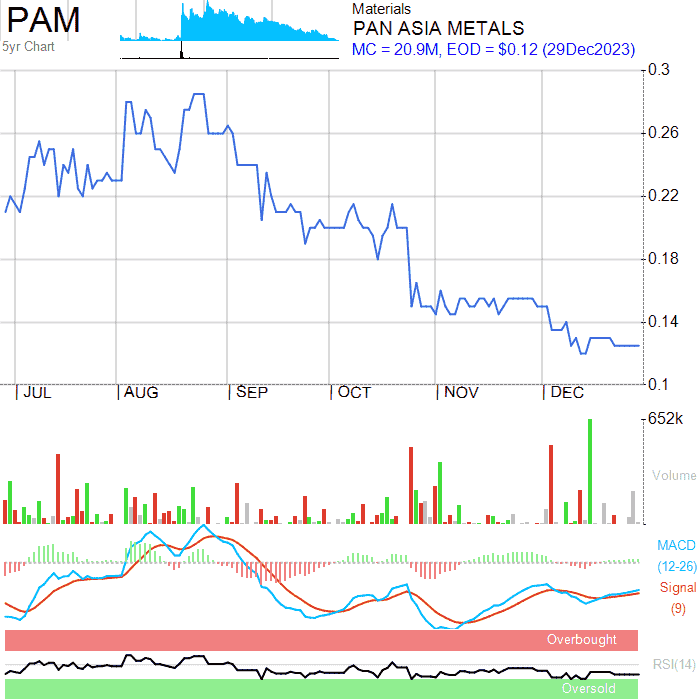 PAM
5yr Chart
Materials
PAN ASIA METALS
MC = 20.9M, EOD = $0.12 (29Dec2023)
0.3
0.26
0.22
0.18
0.14
0.1
JUL AUG SEP OCT NOV DEC
652k
Volume
MACD
(12-26)
Signal
(9)
Overbought
RSI(14)
Oversold